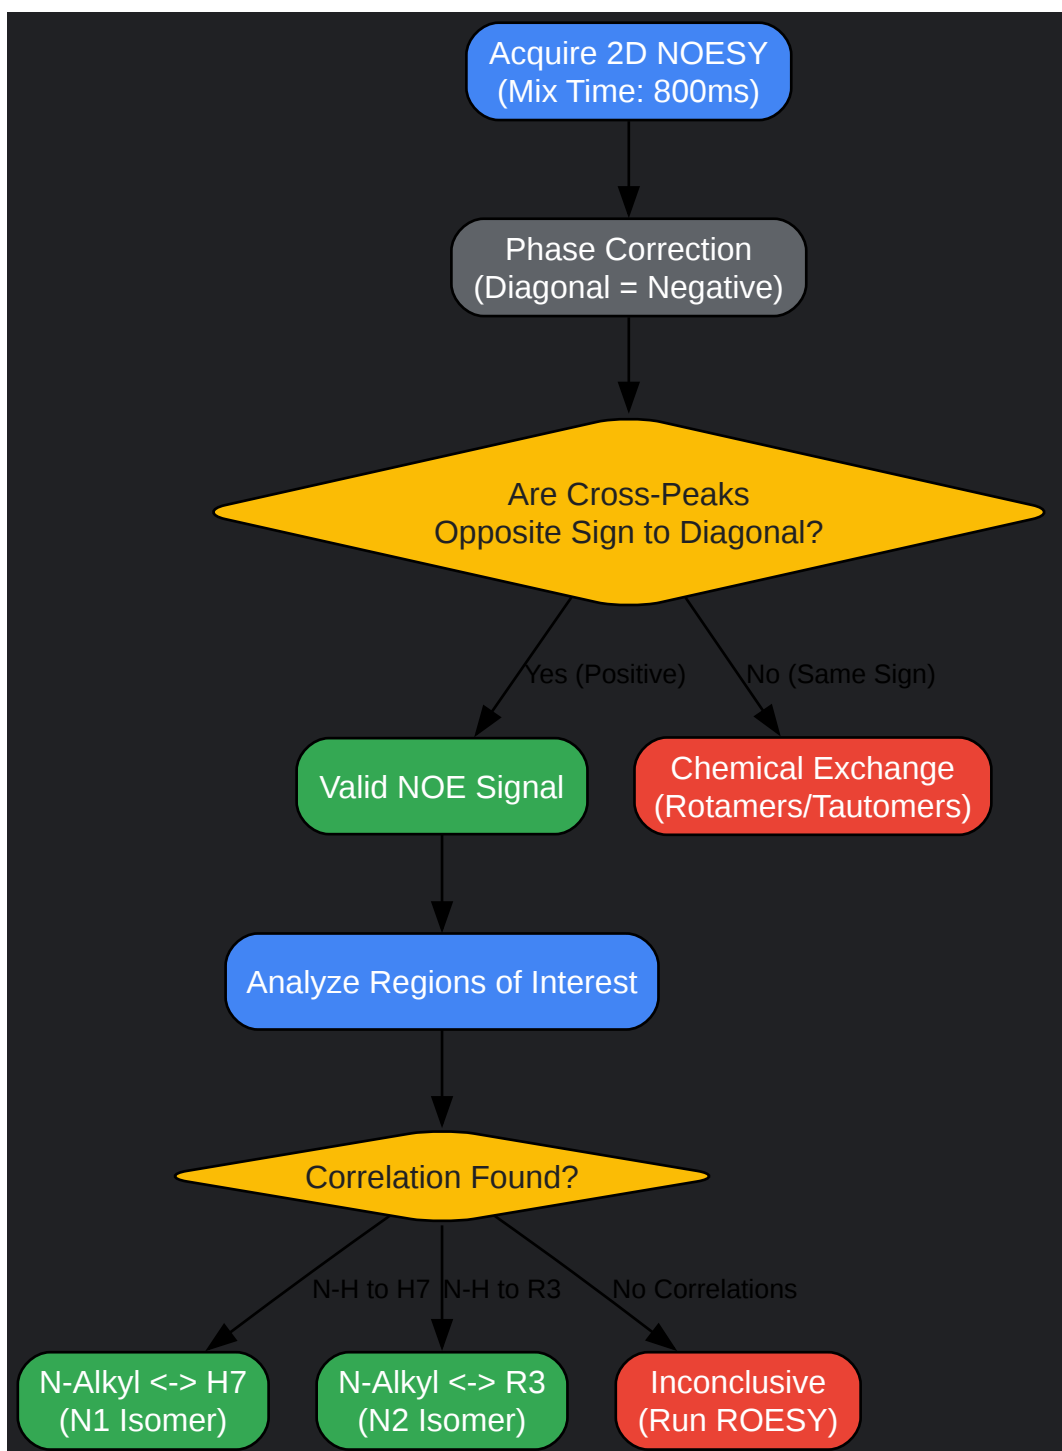 Acquire 2D NOESY
(Mix Time: 800ms)
Phase Correction
(Diagonal = Negative)
Are Cross-Peaks
Opposite Sign to Diagonal?
Yes (Positive)
No (Same Sign)
Valid NOE Signal
Chemical Exchange
(Rotamers/Tautomers)
Analyze Regions of Interest
Correlation Found?
N-H to H7
N-H to R3
No Correlations
N-Alkyl <-> H7
(N1 Isomer)
N-Alkyl <-> R3
(N2 Isomer)
Inconclusive
(Run ROESY)